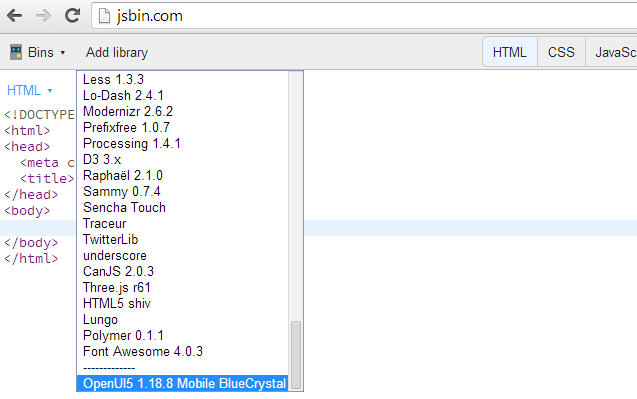 jsbin.com
Bins
Add library
HTML
CSS
JavaSc
HTML
<!DOCTYPE
<html>
<head>
<meta c
<title>
</head>
<body>
</body>
</html>
Less 1.3.3
Lo-Dash 2.4.1
Modernizr 2.6.2
Prefixfree 1.0.7
Processing 1.4.1
D3 3.x
Raphaël 2.1.0
Sammy 0.7.4
Sencha Touch
Traceur
TwitterLib
underscore
CanJS 2.0.3
Three.js r61
HTML5 shiv
Lungo
Polymer 0.1.1
Font Awesome 4.0.3
-------------
OpenUI5 1.18.8 Mobile BlueCrystal